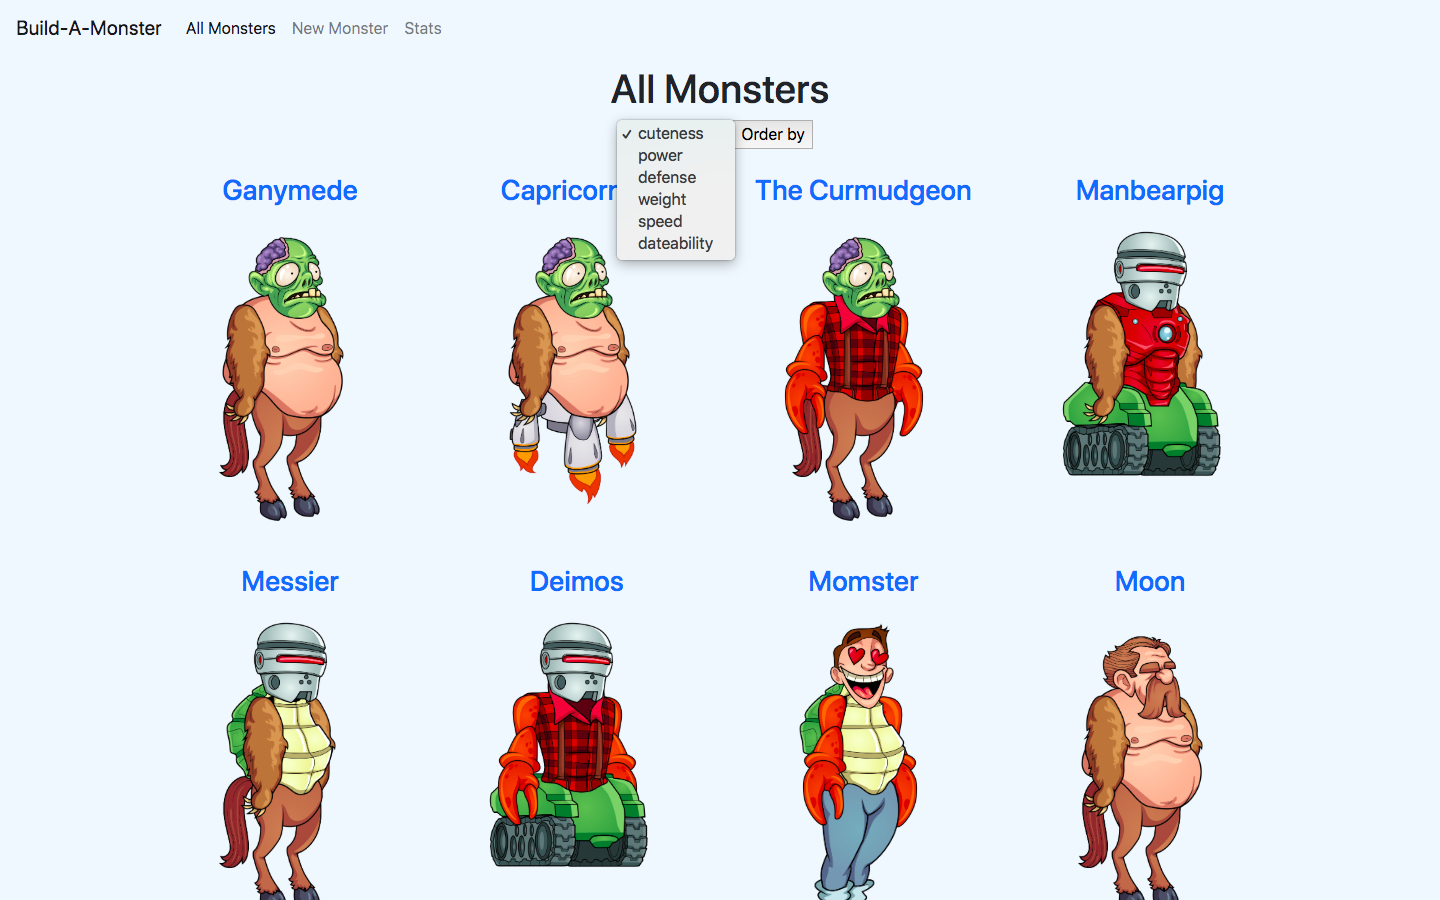 Build-A-Monster All Monsters New Monster Stats
All Monsters
✓ cuteness Order by
power
defense
weight
speed
dateability
Ganymede
The Curmudgeon
Manbearpig
Messier
Deimos
Momster
Moon